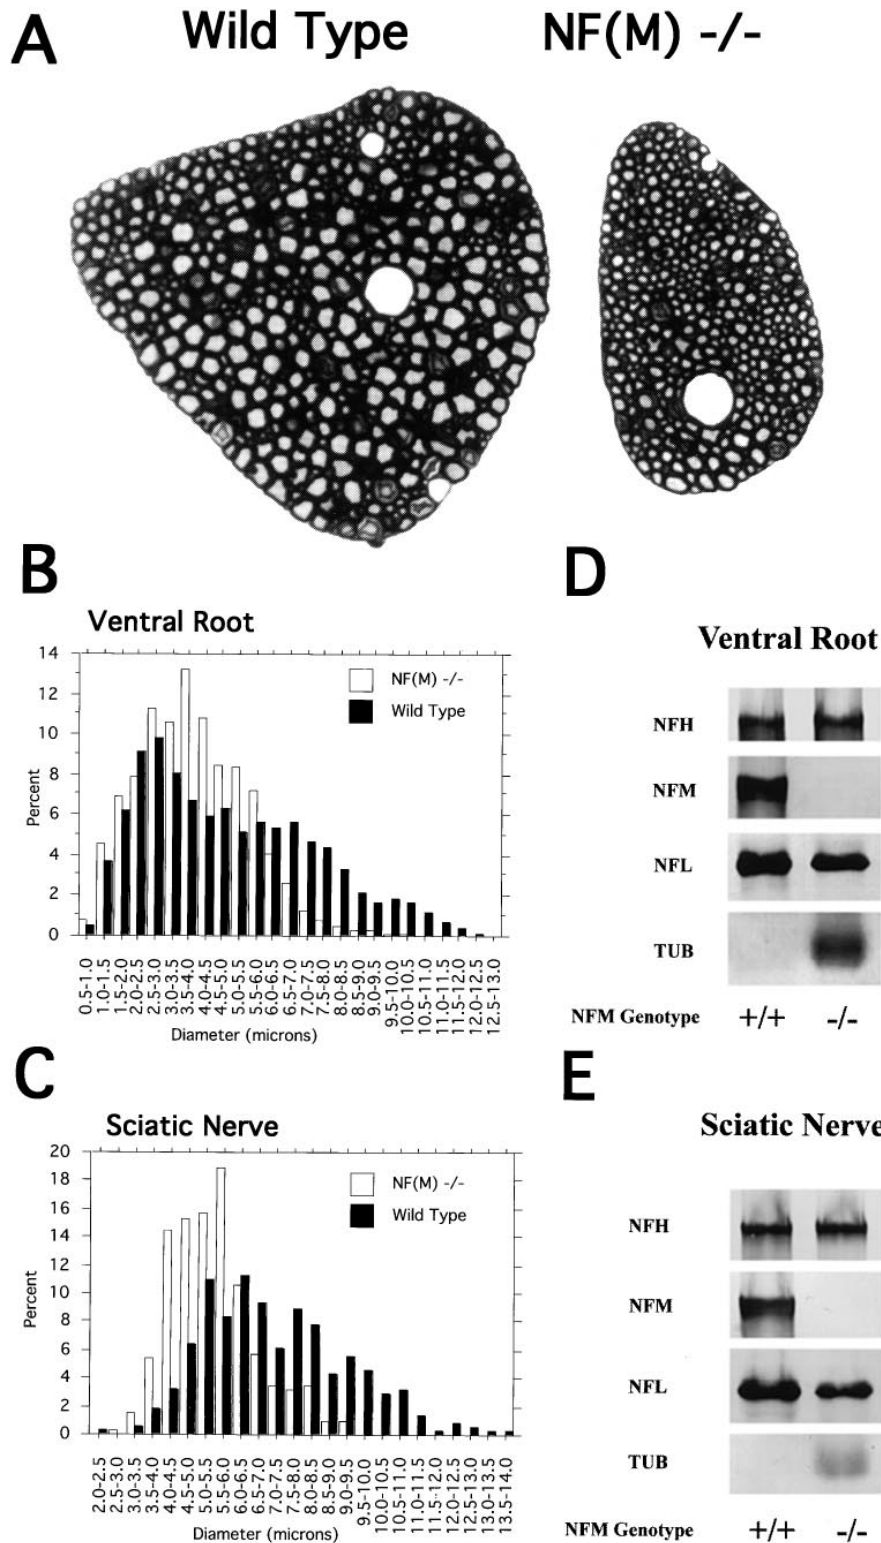 A
Wild Type
NF(M) -/-
B
Ventral Root
14
12
10
8
6
4
2
0
Percent
NF(M) -/-
Wild Type
0.5-1.0
1.0-1.5
1.5-2.0
2.0-2.5
2.5-3.0
3.0-3.5
3.5-4.0
4.0-4.5
4.5-5.0
5.0-5.5
5.5-6.0
6.0-6.5
6.5-7.0
7.0-7.5
7.5-8.0
8.0-8.5
8.5-9.0
9.0-9.5
9.5-10.0
10.0-10.5
10.5-11.0
11.0-11.5
11.5-12.0
12.0-12.5
12.5-13.0
Diameter (microns)
D
Ventral Root
NFH
NFM
NFL
TUB
NFM Genotype +/+ -/-
C
Sciatic Nerve
20
18
16
14
12
10
8
6
4
2
0
Percent
NF(M) -/-
Wild Type
2.0-2.5
2.5-3.0
3.0-3.5
3.5-4.0
4.0-4.5
4.5-5.0
5.0-5.5
5.5-6.0
6.0-6.5
6.5-7.0
7.0-7.5
7.5-8.0
8.0-8.5
8.5-9.0
9.0-9.5
9.5-10.0
10.0-10.5
10.5-11.0
11.0-11.5
11.5-12.0
12.0-12.5
12.5-13.0
13.0-13.5
13.5-14.0
Diameter (microns)
E
Sciatic Nerve
NFH
NFM
NFL
TUB
NFM Genotype +/+ -/-